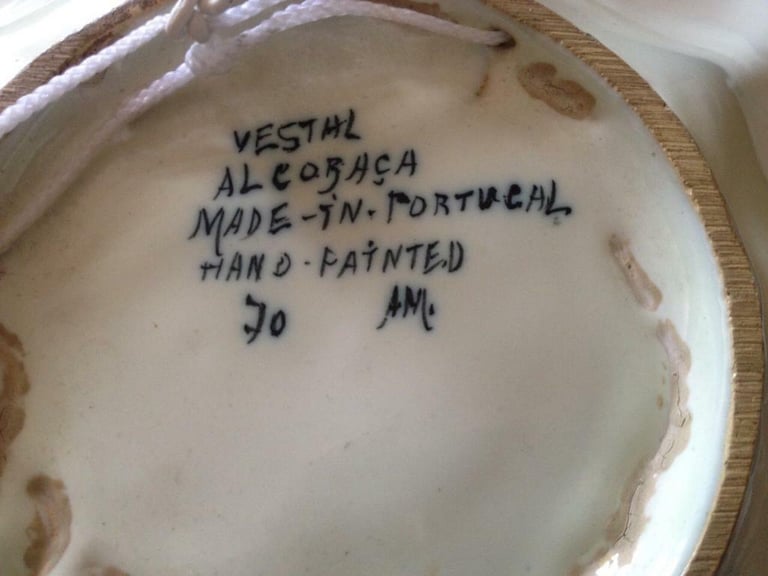 VESTAL
ALCOBAÇA
MADE-IN-PORTUGAL
HAND-PAINTED
70 AM.